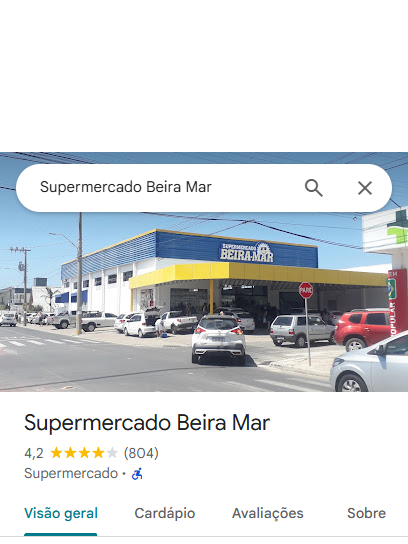 Supermercado Beira Mar
SUPERMERCADO
BEIRA-MAR
PARE
POPULAR
Supermercado Beira Mar
4,2 (804)
Supermercado ·
Visão geral Cardápio Avaliações Sobre